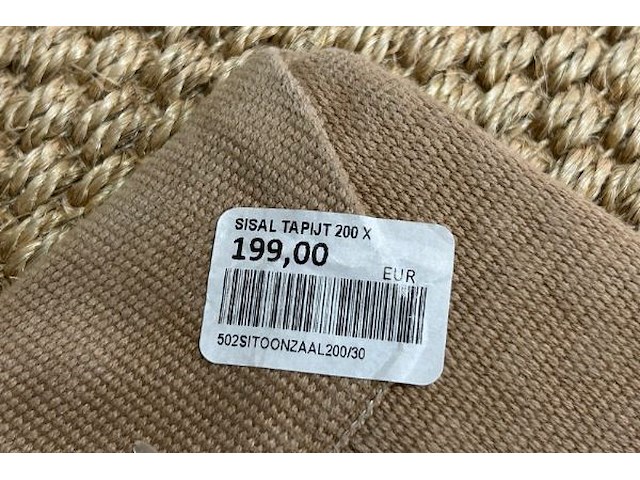 SISAL TAPIJT 200 X
199,00
EUR
502SITOONZAAL200/30